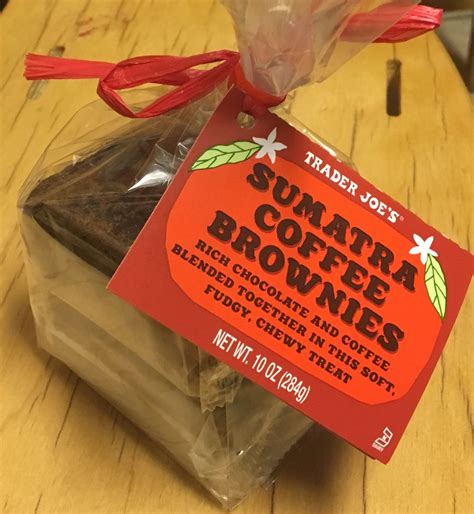 TRADER JOE'S®
SUMATRA
COFFEE
BROWNIES
RICH CHOCOLATE AND COFFEE
BLENDED TOGETHER IN THIS SOFT,
FUDGY, CHEWY TREAT
NET WT. 10 OZ (284g)